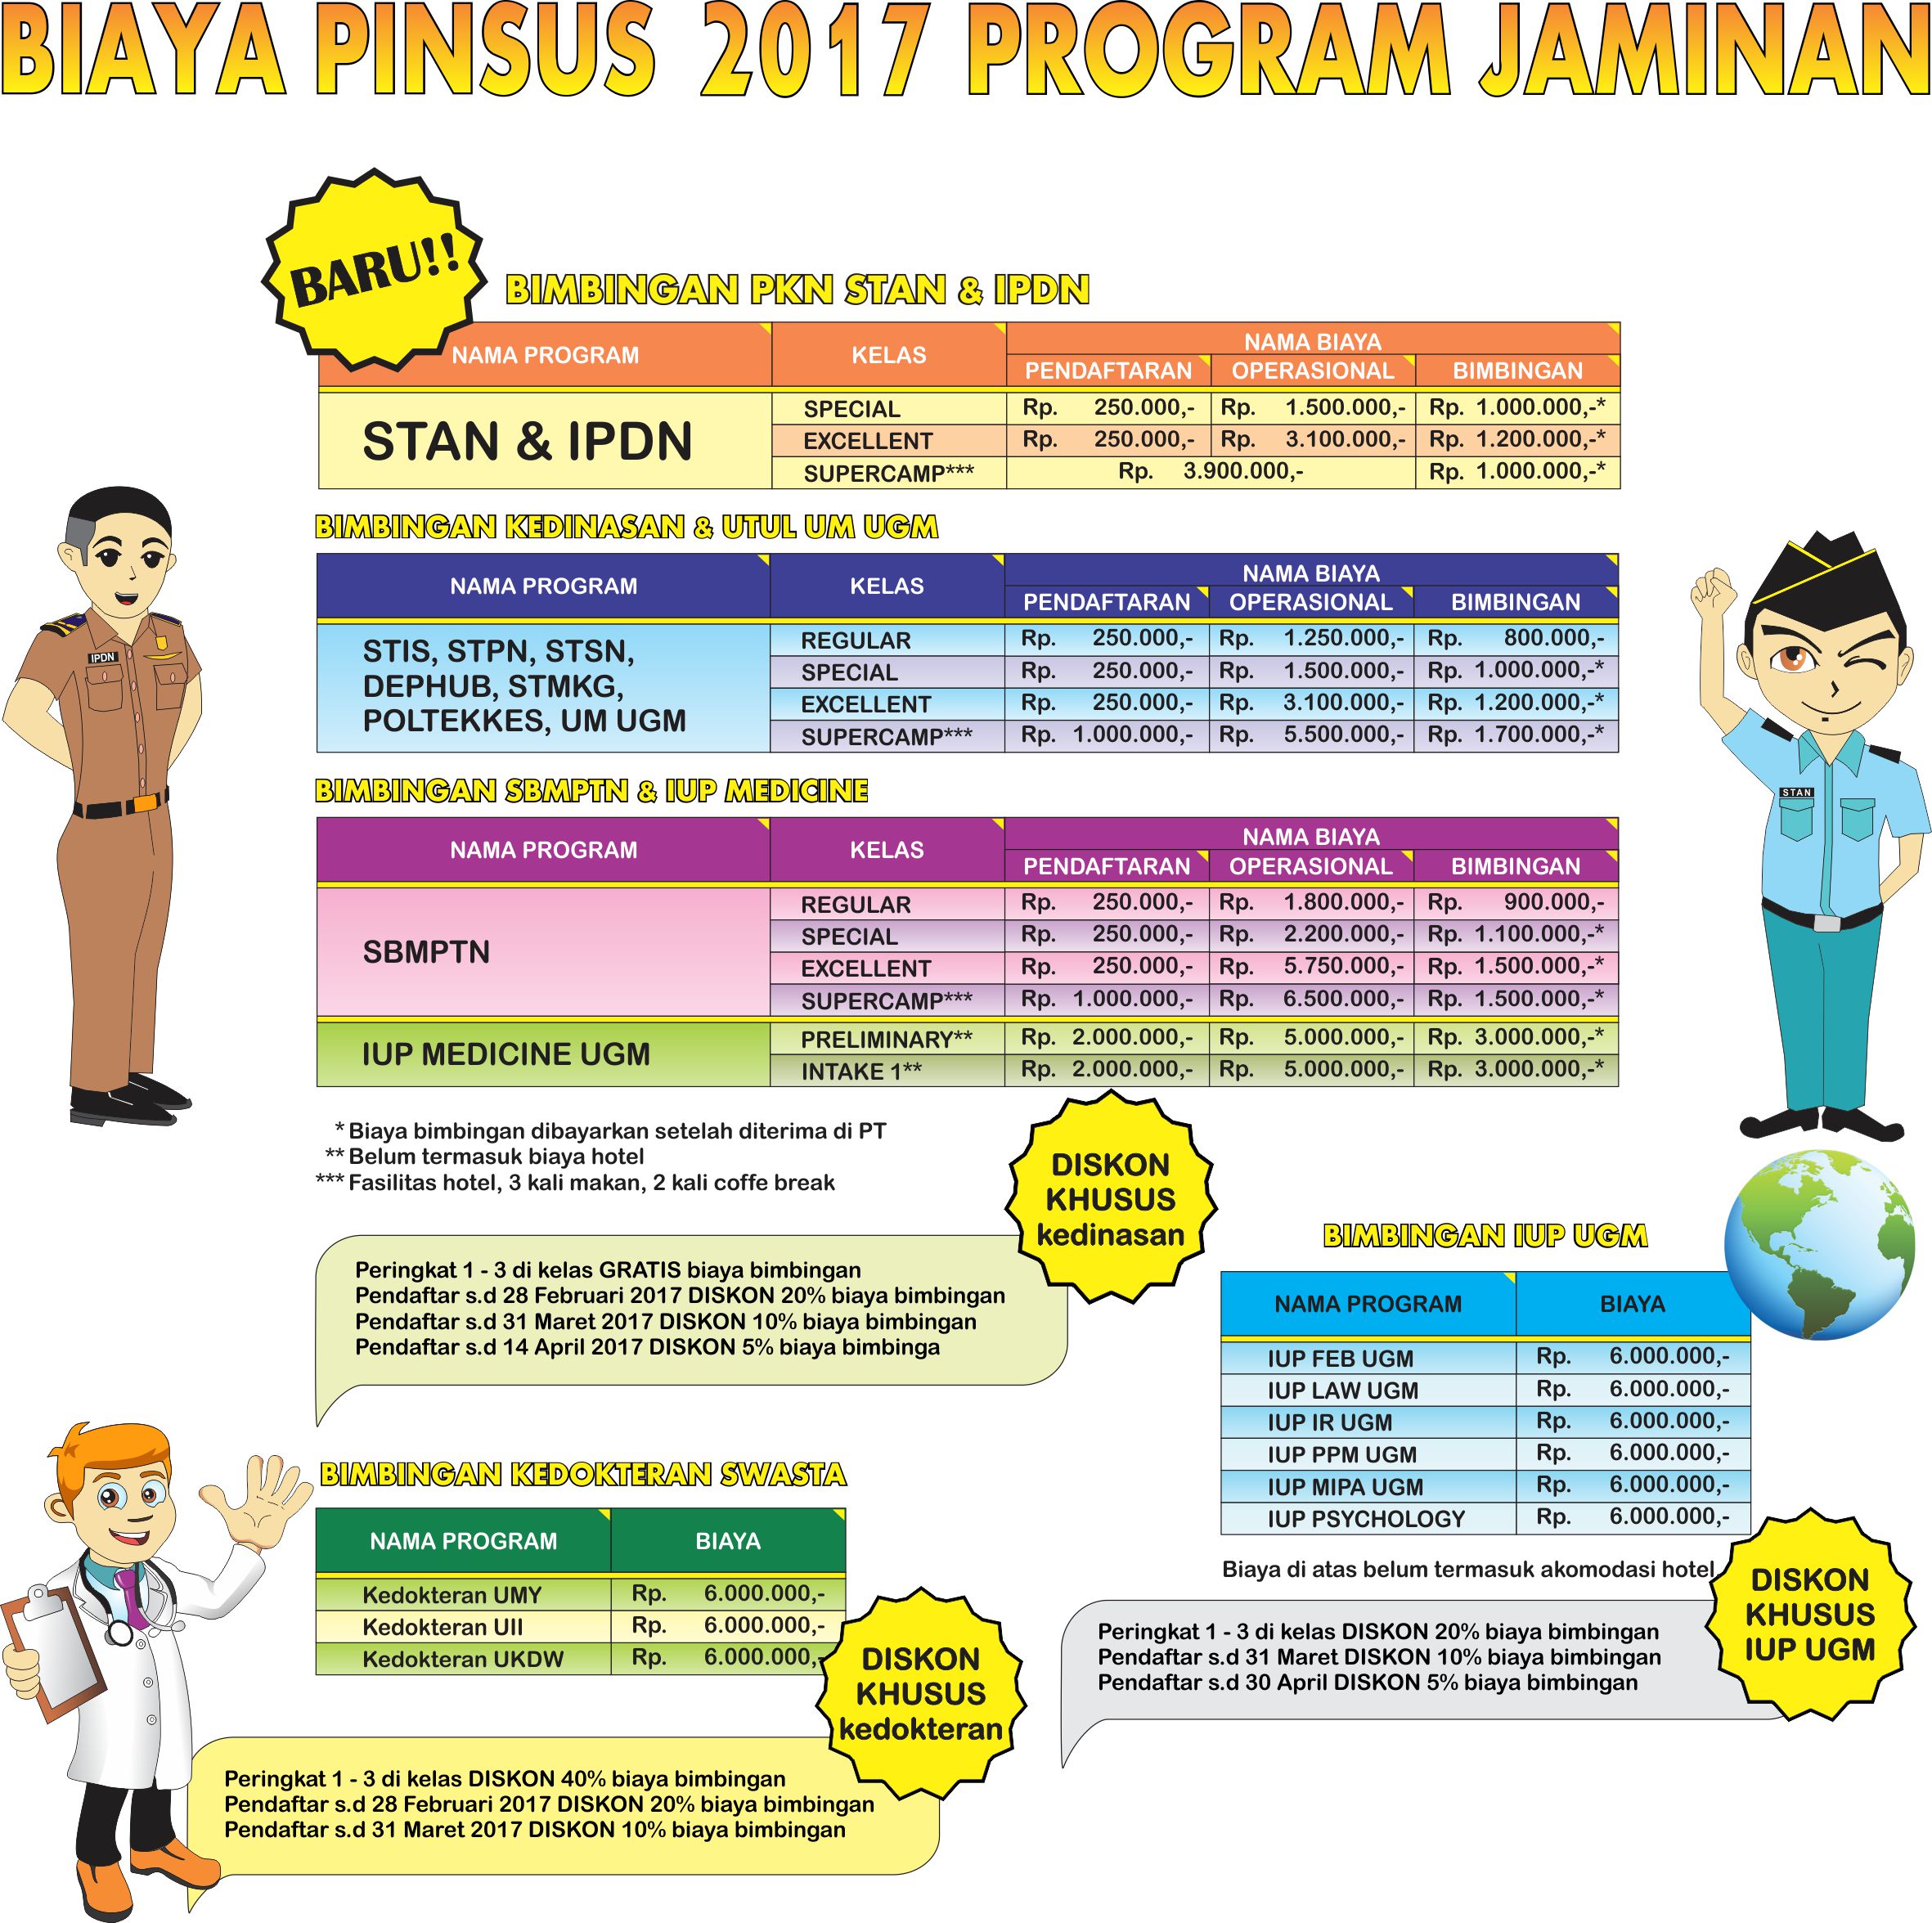 BIAYA PINSUS 2017 PROGRAM JAMINAN
BARU!!
BIMBINGAN PKN STAN & IPDN
NAMA PROGRAM KELAS NAMA BIAYA
PENDAFTARAN OPERASIONAL BIMBINGAN
STAN & IPDN
SPECIAL Rp. 250.000,- Rp. 1.500.000,- Rp. 1.000.000,-*
EXCELLENT Rp. 250.000,- Rp. 3.100.000,- Rp. 1.200.000,-*
SUPERCAMP*** Rp. 3.900.000,- Rp. 1.000.000,-*
BIMBINGAN KEDINASAN & UTUL UM UGM
NAMA PROGRAM KELAS NAMA BIAYA
PENDAFTARAN OPERASIONAL BIMBINGAN
STIS, STPN, STSN,
DEPHUB, STMKG,
POLTEKKES, UM UGM
REGULAR Rp. 250.000,- Rp. 1.250.000,- Rp. 800.000,-
SPECIAL Rp. 250.000,- Rp. 1.500.000,- Rp. 1.000.000,-*
EXCELLENT Rp. 250.000,- Rp. 3.100.000,- Rp. 1.200.000,-*
SUPERCAMP*** Rp. 1.000.000,- Rp. 5.500.000,- Rp. 1.700.000,-*
IPDN
STAN
BIMBINGAN SBMPTN & IUP MEDICINE
NAMA PROGRAM KELAS NAMA BIAYA
PENDAFTARAN OPERASIONAL BIMBINGAN
SBMPTN
REGULAR Rp. 250.000,- Rp. 1.800.000,- Rp. 900.000,-
SPECIAL Rp. 250.000,- Rp. 2.200.000,- Rp. 1.100.000,-*
EXCELLENT Rp. 250.000,- Rp. 5.750.000,- Rp. 1.500.000,-*
SUPERCAMP*** Rp. 1.000.000,- Rp. 6.500.000,- Rp. 1.500.000,-*
IUP MEDICINE UGM
PRELIMINARY** Rp. 2.000.000,- Rp. 5.000.000,- Rp. 3.000.000,-*
INTAKE 1** Rp. 2.000.000,- Rp. 5.000.000,- Rp. 3.000.000,-*
* Biaya bimbingan dibayarkan setelah diterima di PT
** Belum termasuk biaya hotel
*** Fasilitas hotel, 3 kali makan, 2 kali coffe break
DISKON
KHUSUS
kedinasan
Peringkat 1 - 3 di kelas GRATIS biaya bimbingan
Pendaftar s.d 28 Februari 2017 DISKON 20% biaya bimbingan
Pendaftar s.d 31 Maret 2017 DISKON 10% biaya bimbingan
Pendaftar s.d 14 April 2017 DISKON 5% biaya bimbinga
BIMBINGAN IUP UGM
NAMA PROGRAM BIAYA
IUP FEB UGM Rp. 6.000.000,-
IUP LAW UGM Rp. 6.000.000,-
IUP IR UGM Rp. 6.000.000,-
IUP PPM UGM Rp. 6.000.000,-
IUP MIPA UGM Rp. 6.000.000,-
IUP PSYCHOLOGY Rp. 6.000.000,-
Biaya di atas belum termasuk akomodasi hotel
DISKON
KHUSUS
IUP UGM
Peringkat 1 - 3 di kelas DISKON 20% biaya bimbingan
Pendaftar s.d 31 Maret DISKON 10% biaya bimbingan
Pendaftar s.d 30 April DISKON 5% biaya bimbingan
BIMBINGAN KEDOKTERAN SWASTA
NAMA PROGRAM BIAYA
Kedokteran UMY Rp. 6.000.000,-
Kedokteran UII Rp. 6.000.000,-
Kedokteran UKDW Rp. 6.000.000,-
DISKON
KHUSUS
kedokteran
Peringkat 1 - 3 di kelas DISKON 40% biaya bimbingan
Pendaftar s.d 28 Februari 2017 DISKON 20% biaya bimbingan
Pendaftar s.d 31 Maret 2017 DISKON 10% biaya bimbingan